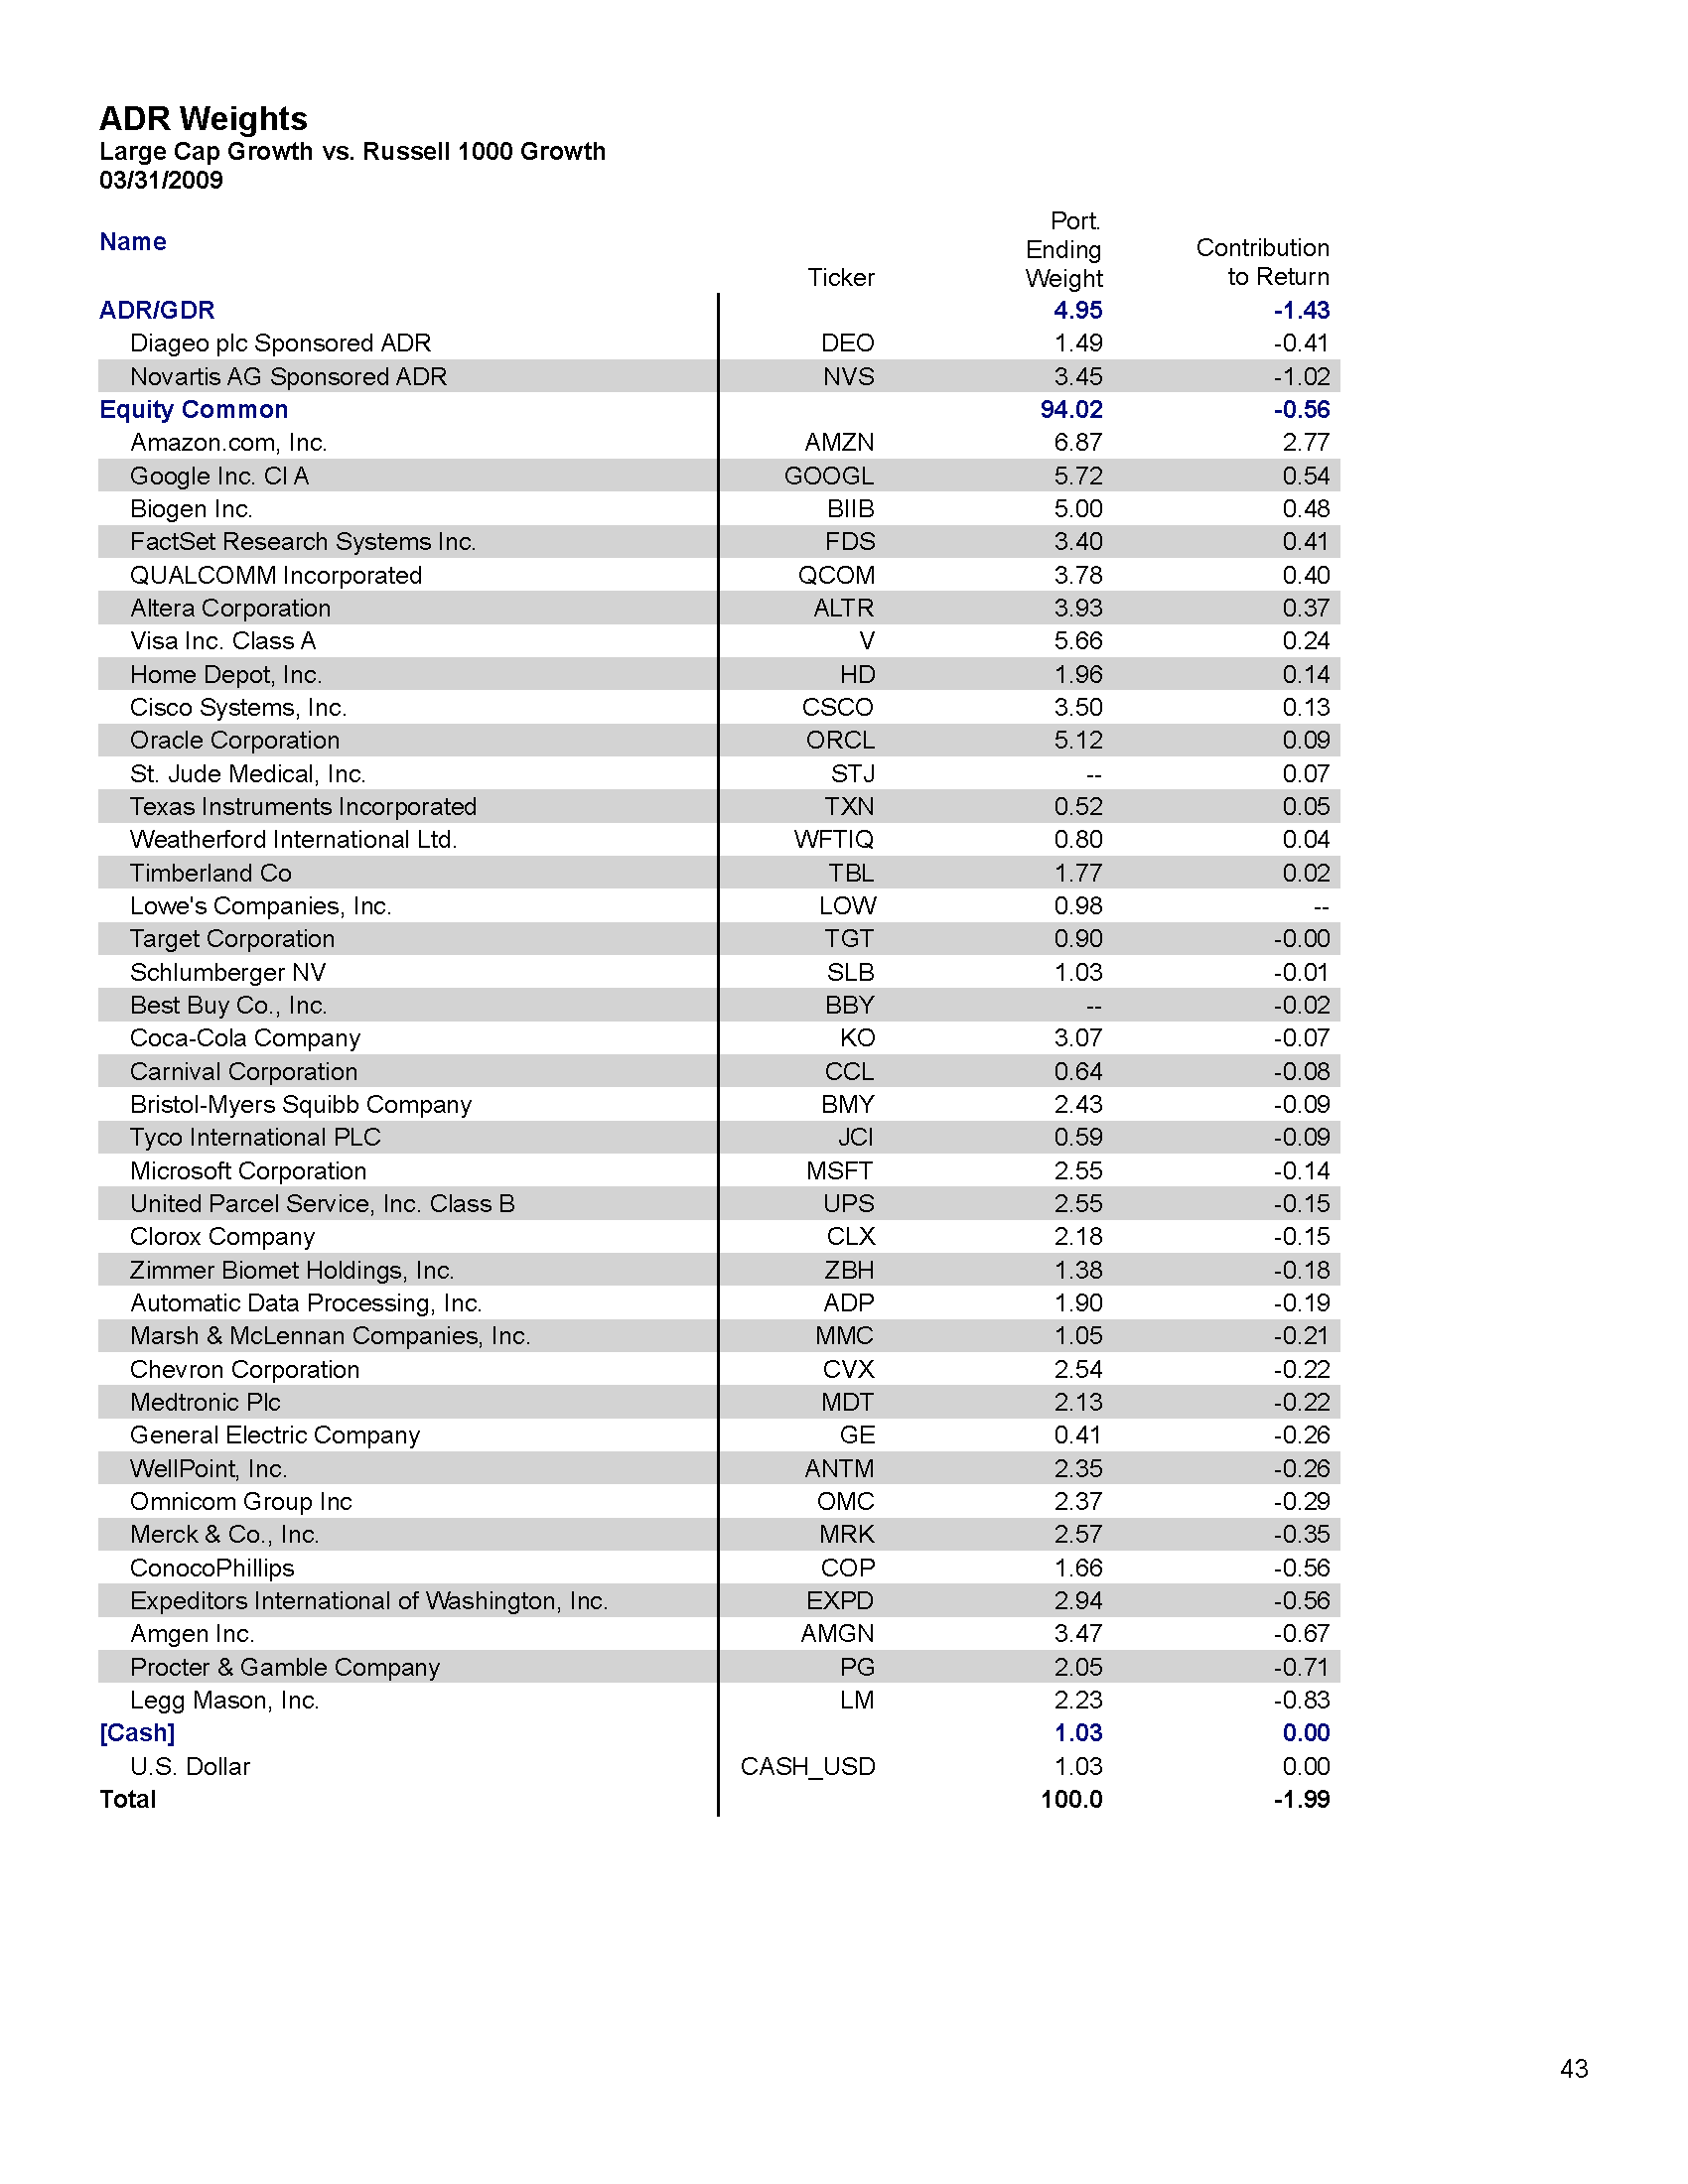 ADR Weights
Large Cap Growth vs. Russell 1000 Growth
03/31/2009
Name Ticker Port. Ending Weight Contribution to Return
ADR/GDR 4.95 -1.43
Diageo plc Sponsored ADR DEO 1.49 -0.41
Novartis AG Sponsored ADR NVS 3.45 -1.02
Equity Common 94.02 -0.56
Amazon.com, Inc. AMZN 6.87 2.77
Google Inc. Cl A GOOGL 5.72 0.54
Biogen Inc. BIIB 5.00 0.48
FactSet Research Systems Inc. FDS 3.40 0.41
QUALCOMM Incorporated QCOM 3.78 0.40
Altera Corporation ALTR 3.93 0.37
Visa Inc. Class A V 5.66 0.24
Home Depot, Inc. HD 1.96 0.14
Cisco Systems, Inc. CSCO 3.50 0.13
Oracle Corporation ORCL 5.12 0.09
St. Jude Medical, Inc. STJ -- 0.07
Texas Instruments Incorporated TXN 0.52 0.05
Weatherford International Ltd. WFTIQ 0.80 0.04
Timberland Co TBL 1.77 0.02
Lowe's Companies, Inc. LOW 0.98 --
Target Corporation TGT 0.90 -0.00
Schlumberger NV SLB 1.03 -0.01
Best Buy Co., Inc. BBY -- -0.02
Coca-Cola Company KO 3.07 -0.07
Carnival Corporation CCL 0.64 -0.08
Bristol-Myers Squibb Company BMY 2.43 -0.09
Tyco International PLC JCI 0.59 -0.09
Microsoft Corporation MSFT 2.55 -0.14
United Parcel Service, Inc. Class B UPS 2.55 -0.15
Clorox Company CLX 2.18 -0.15
Zimmer Biomet Holdings, Inc. ZBH 1.38 -0.18
Automatic Data Processing, Inc. ADP 1.90 -0.19
Marsh & McLennan Companies, Inc. MMC 1.05 -0.21
Chevron Corporation CVX 2.54 -0.22
Medtronic Plc MDT 2.13 -0.22
General Electric Company GE 0.41 -0.26
WellPoint, Inc. ANTM 2.35 -0.26
Omnicom Group Inc OMC 2.37 -0.29
Merck & Co., Inc. MRK 2.57 -0.35
ConocoPhillips COP 1.66 -0.56
Expeditors International of Washington, Inc. EXPD 2.94 -0.56
Amgen Inc. AMGN 3.47 -0.67
Procter & Gamble Company PG 2.05 -0.71
Legg Mason, Inc. LM 2.23 -0.83
[Cash] 1.03 0.00
U.S. Dollar CASH_USD 1.03 0.00
Total 100.0 -1.99
43